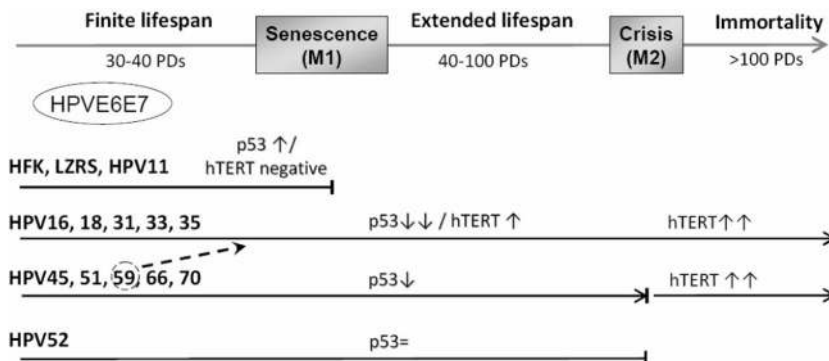 Finite lifespan
Senescence
(M1)
Extended lifespan
Crisis
(M2)
Immortality
30-40 PDs
40-100 PDs
>100 PDs
HPVE6E7
p53 ↑/
hTERT negative
HFK, LZRS, HPV11
HPV16, 18, 31, 33, 35
p53↓↓ / hTERT ↑
hTERT↑↑
HPV45, 51, 59, 66, 70
p53↓
hTERT ↑↑
HPV52
p53=